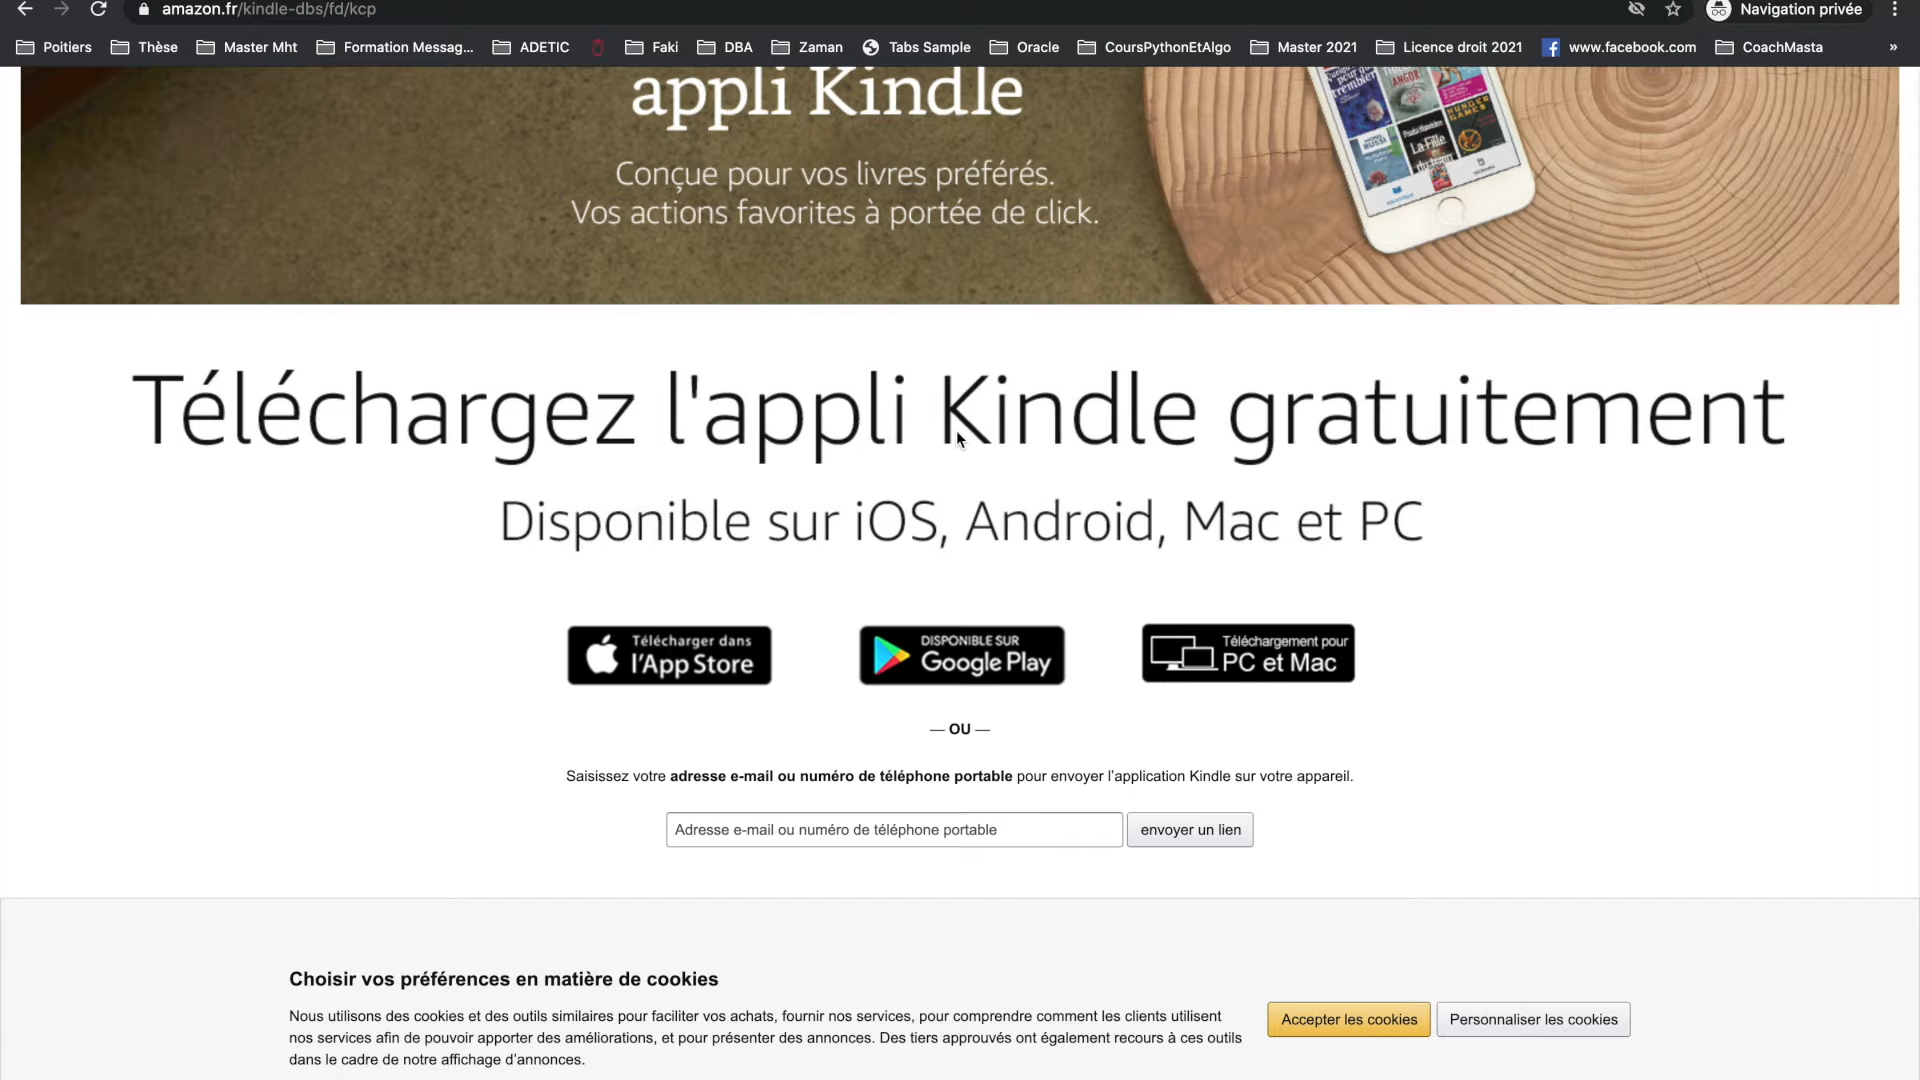 amazon.fr/kindle-dbs/fd/kcp
Navigation privée
Poitiers
Thèse
Master Mht
Formation Messag...
ADETIC
Faki
DBA
Zaman
Tabs Sample
Oracle
CoursPythonEtAlgo
Master 2021
Licence droit 2021
www.facebook.com
CoachMasta
»
appli Kindle
Conçue pour vos livres préférés.
Vos actions favorites à portée de click.
ANGOR
HUNGER
GAMES
La Fille
Téléchargez l'appli Kindle gratuitement
Disponible sur iOS, Android, Mac et PC
Télécharger dans
l'App Store
DISPONIBLE SUR
Google Play
Téléchargement pour
PC et Mac
— OU —
Saisissez votre adresse e-mail ou numéro de téléphone portable pour envoyer l’application Kindle sur votre appareil.
Adresse e-mail ou numéro de téléphone portable
envoyer un lien
Choisir vos préférences en matière de cookies
Nous utilisons des cookies et des outils similaires pour faciliter vos achats, fournir nos services, pour comprendre comment les clients utilisent
nos services afin de pouvoir apporter des améliorations, et pour présenter des annonces. Des tiers approuvés ont également recours à ces outils
dans le cadre de notre affichage d’annonces.
Accepter les cookies
Personnaliser les cookies